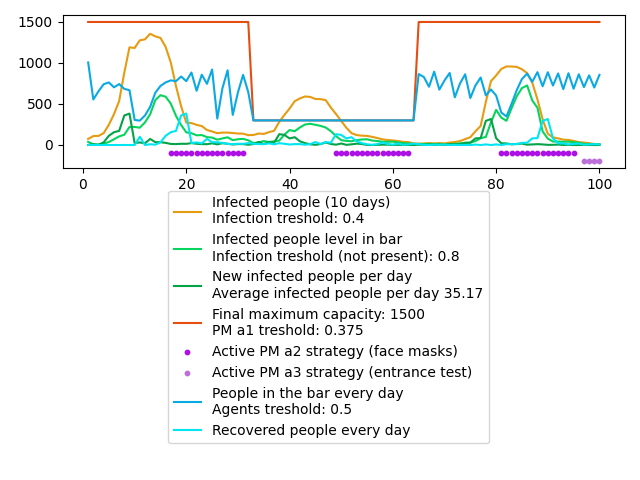 1500
1000
500
0
0 20 40 60 80 100
Infected people (10 days)
Infection treshold: 0.4
Infected people level in bar
Infection treshold (not present): 0.8
New infected people per day
Average infected people per day 35.17
Final maximum capacity: 1500
PM a1 treshold: 0.375
Active PM a2 strategy (face masks)
Active PM a3 strategy (entrance test)
People in the bar every day
Agents treshold: 0.5
Recovered people every day